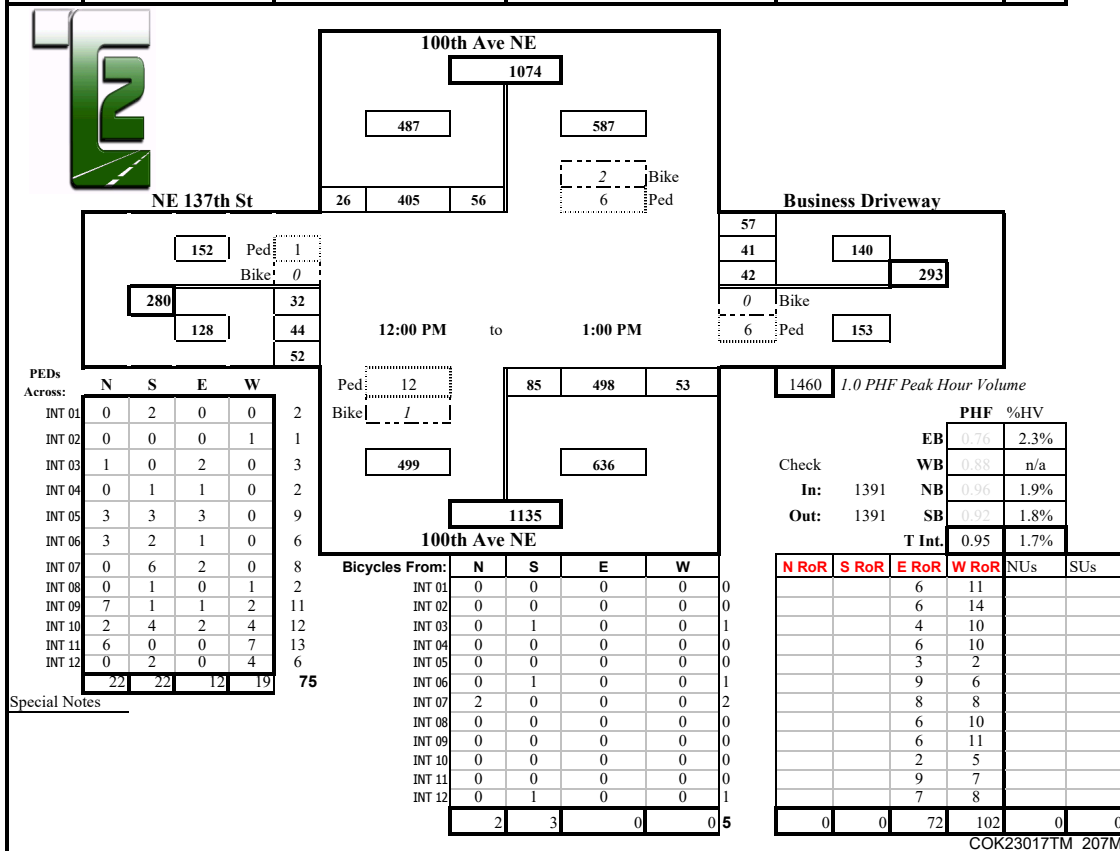 T2
100th Ave NE
1074
487 587
2 Bike
NE 137th St 26 405 56 6 Ped Business Driveway
57
152 Ped 1 41 140
Bike 0 42 293
280 32 0 Bike
128 44 12:00 PM to 1:00 PM 6 Ped 153
52
PEDs Across: N S E W Ped 12 85 498 53 1460 1.0 PHF Peak Hour Volume
INT 01 0 2 0 0 2 Bike 1 PHF %HV
INT 02 0 0 0 1 1 EB 0.76 2.3%
INT 03 1 0 2 0 3 499 636 Check WB 0.88 n/a
INT 04 0 1 1 0 2 In: 1391 NB 0.96 1.9%
INT 05 3 3 3 0 9 1135 Out: 1391 SB 0.92 1.8%
INT 06 3 2 1 0 6 100th Ave NE T Int. 0.95 1.7%
INT 07 0 6 2 0 8 Bicycles From: N S E W N RoR S RoR E RoR W RoR NUs SUs
INT 08 0 1 0 1 2 INT 01 0 0 0 0 0 6 11
INT 09 7 1 1 2 11 INT 02 0 0 0 0 0 6 14
INT 10 2 4 2 4 12 INT 03 0 1 0 0 1 4 10
INT 11 6 0 0 7 13 INT 04 0 0 0 0 0 6 10
INT 12 0 2 0 4 6 INT 05 0 0 0 0 0 3 2
22 22 12 19 75 INT 06 0 1 0 0 1 9 6
Special Notes INT 07 2 0 0 0 2 8 8
INT 08 0 0 0 0 0 6 10
INT 09 0 0 0 0 0 6 11
INT 10 0 0 0 0 0 2 5
INT 11 0 0 0 0 0 9 7
INT 12 0 1 0 0 1 7 8
2 3 0 0 5 0 0 72 102 0 0
COK23017TM_207M